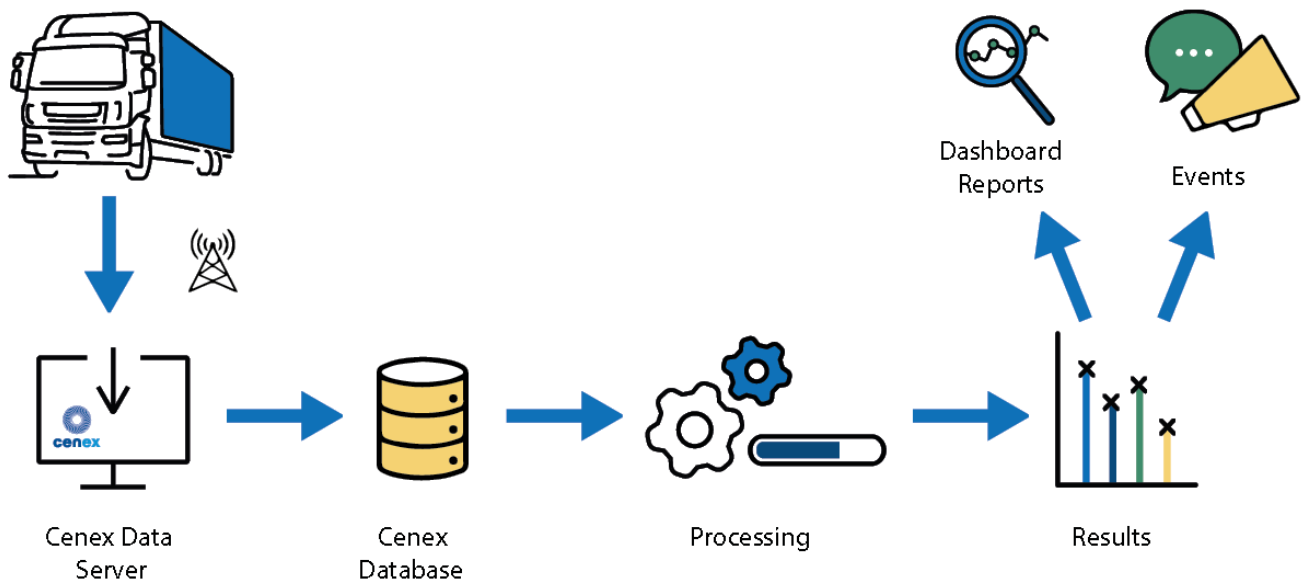 Dashboard
Reports
Events
cenex
Cenex Data
Server
Cenex
Database
Processing
Results